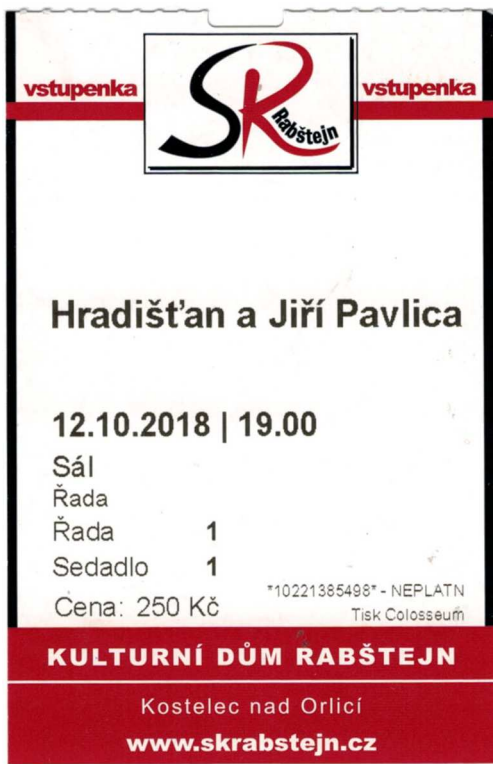 vstupenka
SR
Rabštejn
vstupenka
Hradišťan a Jiří Pavlica
12.10.2018 | 19.00
Sál
Řada
Řada 1
Sedadlo 1
Cena: 250 Kč
*10221385498* - NEPLATN
Tisk Colosseum
KULTURNÍ DŮM RABŠTEJN
Kostelec nad Orlicí
www.skrabstejn.cz